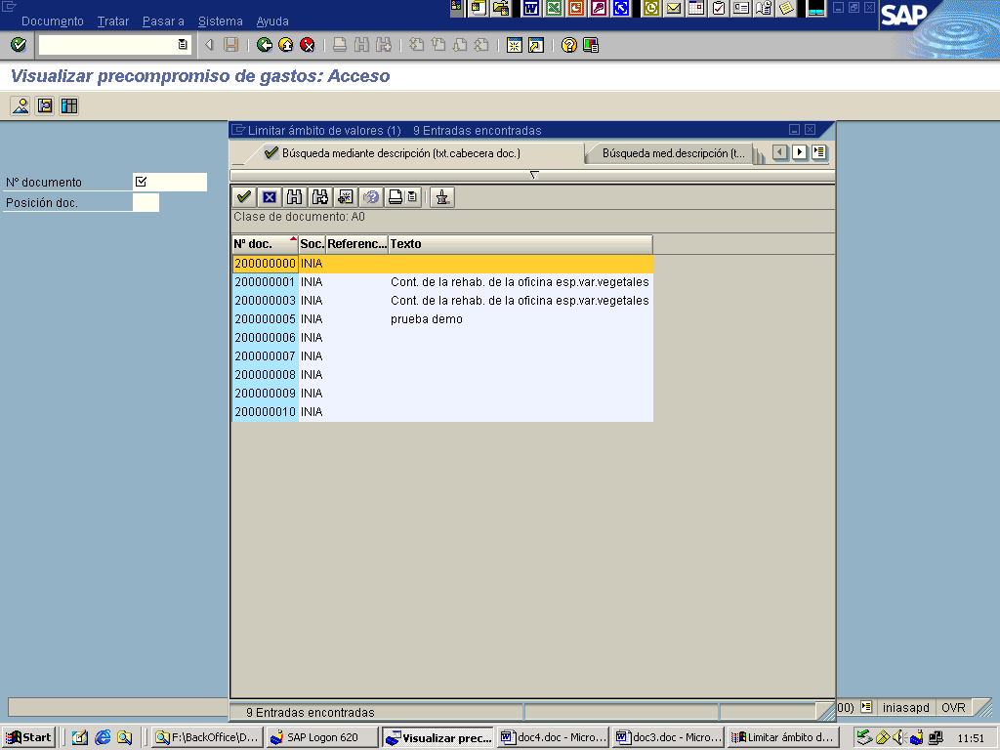 Documento Tratar Pasar a Sistema Ayuda
SAP
Visualizar precompromiso de gastos: Acceso
Limitar ámbito de valores (1) 9 Entradas encontradas
Búsqueda mediante descripción (txt.cabecera doc.) Búsqueda med.descripción (t...
Nº documento
Posición doc.
Clase de documento: A0
Nº doc. Soc. Referenc... Texto
200000000 INIA
200000001 INIA Cont. de la rehab. de la oficina esp.var.vegetales
200000003 INIA Cont. de la rehab. de la oficina esp.var.vegetales
200000005 INIA prueba demo
200000006 INIA
200000007 INIA
200000008 INIA
200000009 INIA
200000010 INIA
9 Entradas encontradas
00) iniasapd OVR
Start F:\BackOffice\D... SAP Logon 620 Visualizar prec... doc4.doc - Micro... doc3.doc - Micro... Limitar ámbito d... 11:51